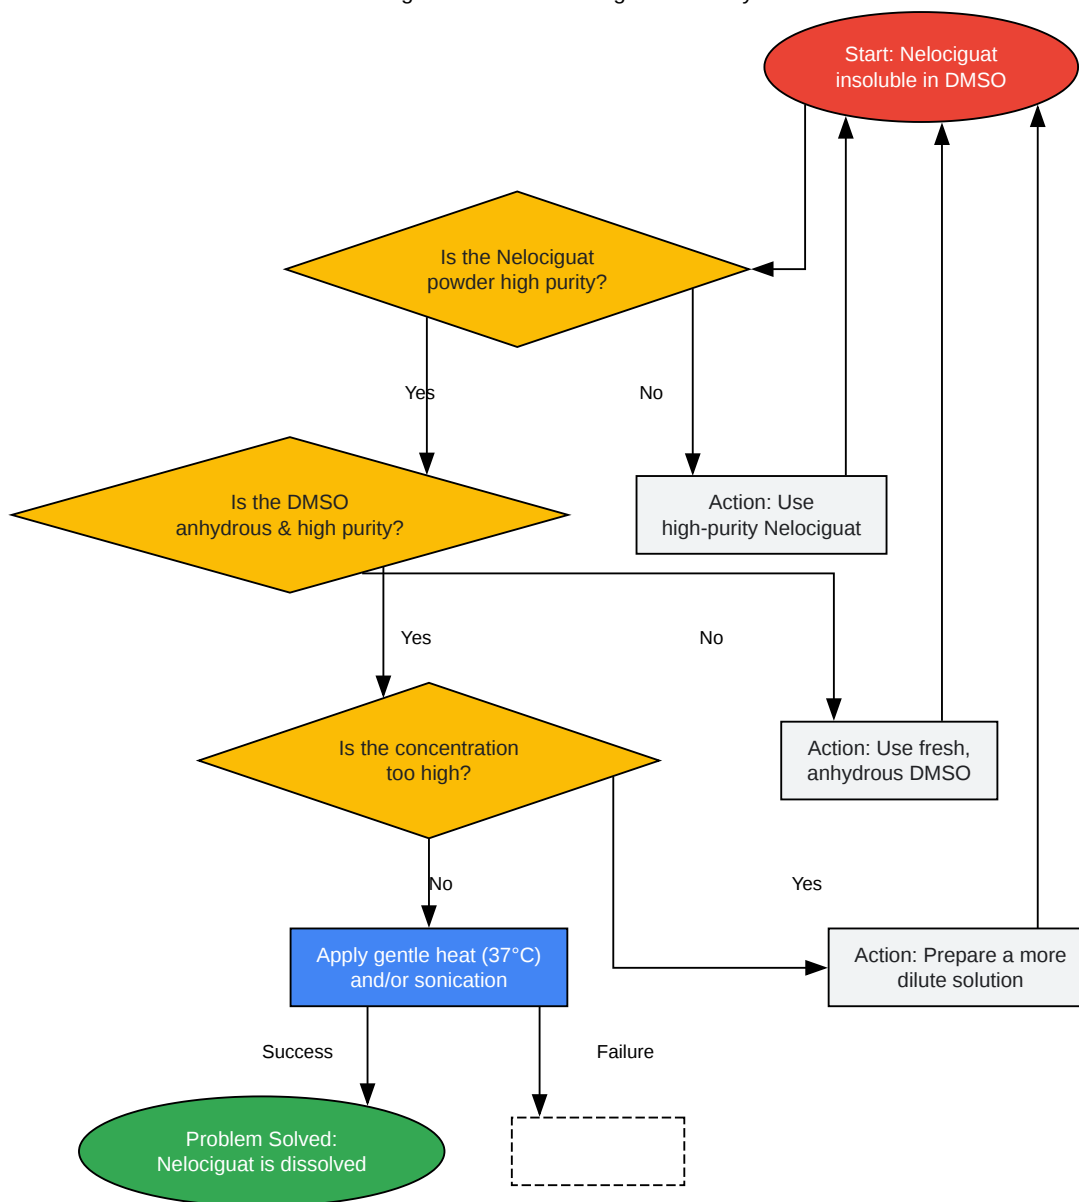 Start: Nelociguat
insoluble in DMSO
Is the Nelociguat
powder high purity?
Yes
No
Is the DMSO
anhydrous & high purity?
Action: Use
high-purity Nelociguat
Yes
No
Is the concentration
too high?
Action: Use fresh,
anhydrous DMSO
No
Yes
Apply gentle heat (37°C)
and/or sonication
Action: Prepare a more
dilute solution
Success
Failure
Problem Solved:
Nelociguat is dissolved